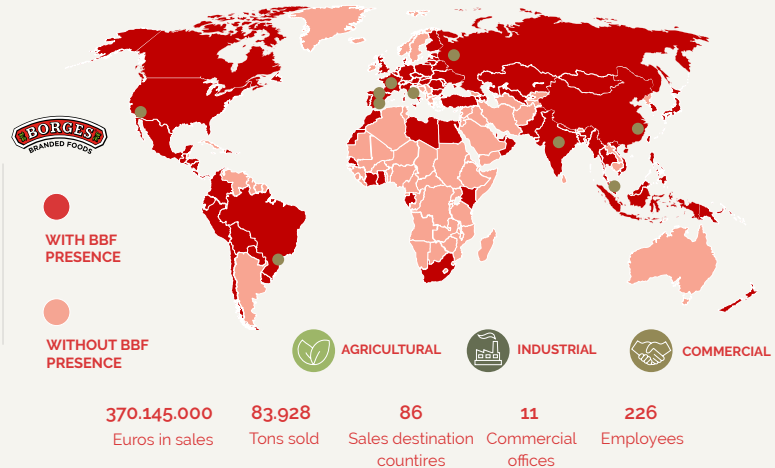 BORGES
BRANDED FOODS
WITH BBF
PRESENCE
WITHOUT BBF
PRESENCE
AGRICULTURAL
INDUSTRIAL
COMMERCIAL
370.145.000
Euros in sales
83.928
Tons sold
86
Sales destination
countires
11
Commercial
offices
226
Employees